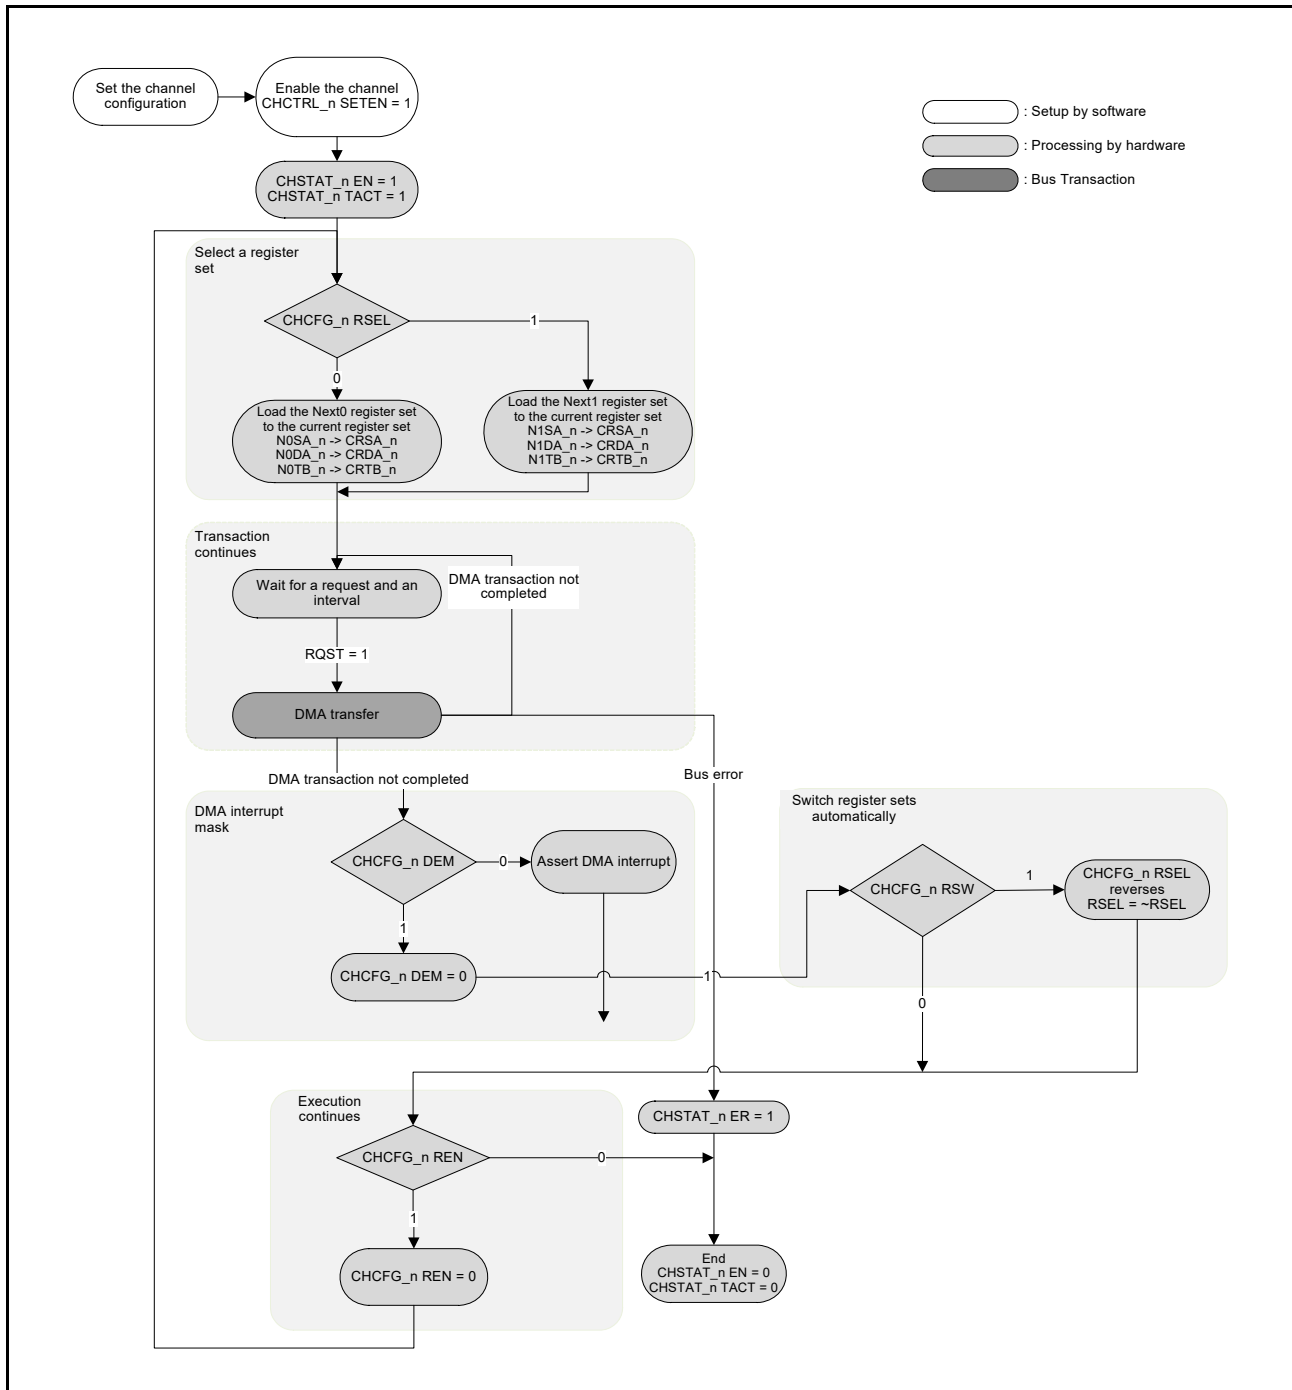 Set the channel
configuration
Enable the channel
CHCTRL_n SETEN = 1
: Setup by software
: Processing by hardware
: Bus Transaction
CHSTAT_n EN = 1
CHSTAT_n TACT = 1
Select a register
set
CHCFG_n RSEL
1
0
Load the Next0 register set
to the current register set
N0SA_n -> CRSA_n
N0DA_n -> CRDA_n
N0TB_n -> CRTB_n
Load the Next1 register set
to the current register set
N1SA_n -> CRSA_n
N1DA_n -> CRDA_n
N1TB_n -> CRTB_n
Transaction
continues
Wait for a request and an
interval
DMA transaction not
completed
RQST = 1
DMA transfer
DMA transaction not completed
Bus error
DMA interrupt
mask
CHCFG_n DEM
0
Assert DMA interrupt
1
CHCFG_n DEM = 0
1
Switch register sets
automatically
CHCFG_n RSW
1
CHCFG_n RSEL
reverses
RSEL = ~RSEL
0
Execution
continues
CHCFG_n REN
0
CHSTAT_n ER = 1
1
CHCFG_n REN = 0
End
CHSTAT_n EN = 0
CHSTAT_n TACT = 0